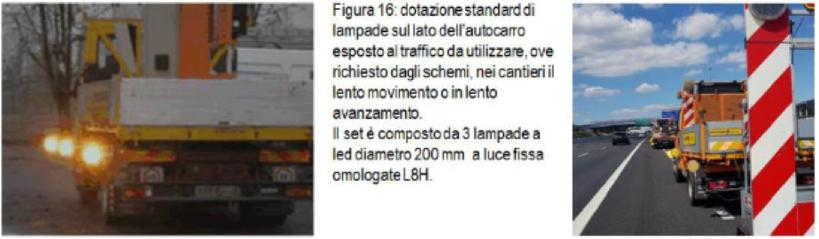 Figura 16: dotazione standard di
lampade sul lato dell'autocarro
esposto al traffico da utilizzare, ove
richiesto dagli schemi, nei cantieri il
lento movimento o in lento
avanzamento.
Il set è composto da 3 lampade a
led diametro 200 mm a luce fissa
omologate L8H.